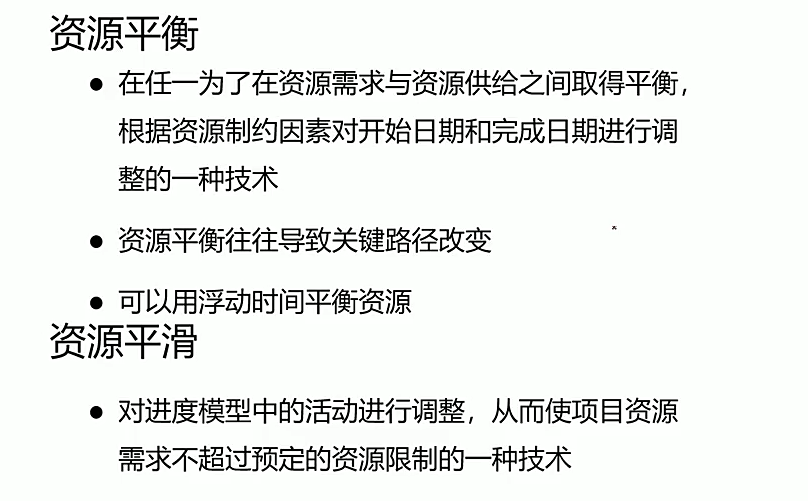 资源平衡
● 在任一为了在资源需求与资源供给之间取得平衡，
根据资源制约因素对开始日期和完成日期进行调
整的一种技术
● 资源平衡往往导致关键路径改变
● 可以用浮动时间平衡资源
资源平滑
● 对进度模型中的活动进行调整，从而使项目资源
需求不超过预定的资源限制的一种技术